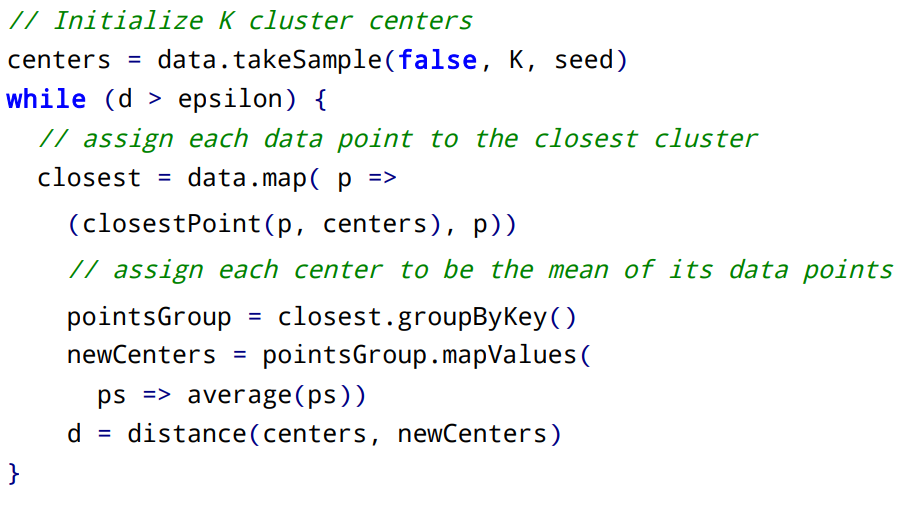 // Initialize K cluster centers
centers = data.takeSample(false, K, seed)
while (d > epsilon) {
// assign each data point to the closest cluster
closest = data.map( p =>
(closestPoint(p, centers), p))
// assign each center to be the mean of its data points
pointsGroup = closest.groupByKey()
newCenters = pointsGroup.mapValues(
ps => average(ps))
d = distance(centers, newCenters)
}